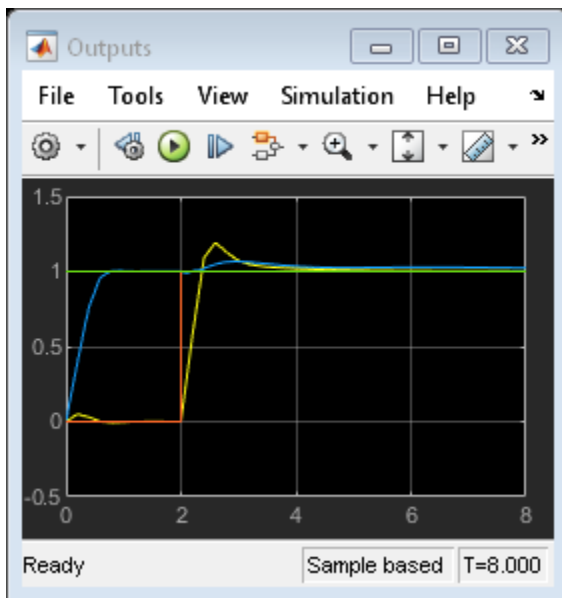 Outputs
File Tools View Simulation Help
1.5
1
0.5
0
-0.5
0 2 4 6 8
Ready Sample based T=8.000